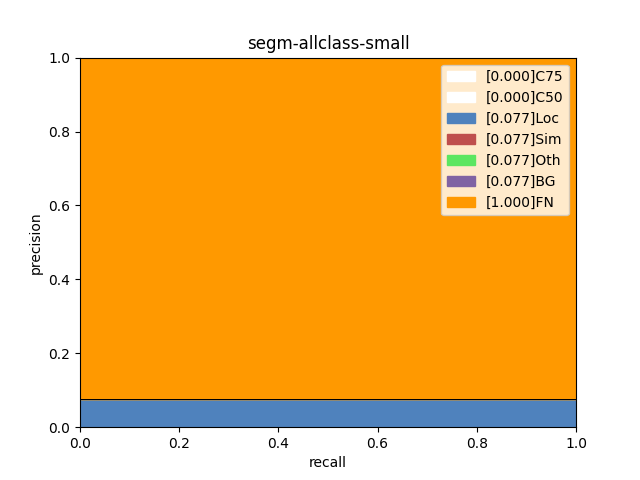 segm-allclass-small
1.0
0.8
0.6
0.4
0.2
0.0
precision
[0.000]C75
[0.000]C50
[0.077]Loc
[0.077]Sim
[0.077]Oth
[0.077]BG
[1.000]FN
0.0 0.2 0.4 0.6 0.8 1.0
recall